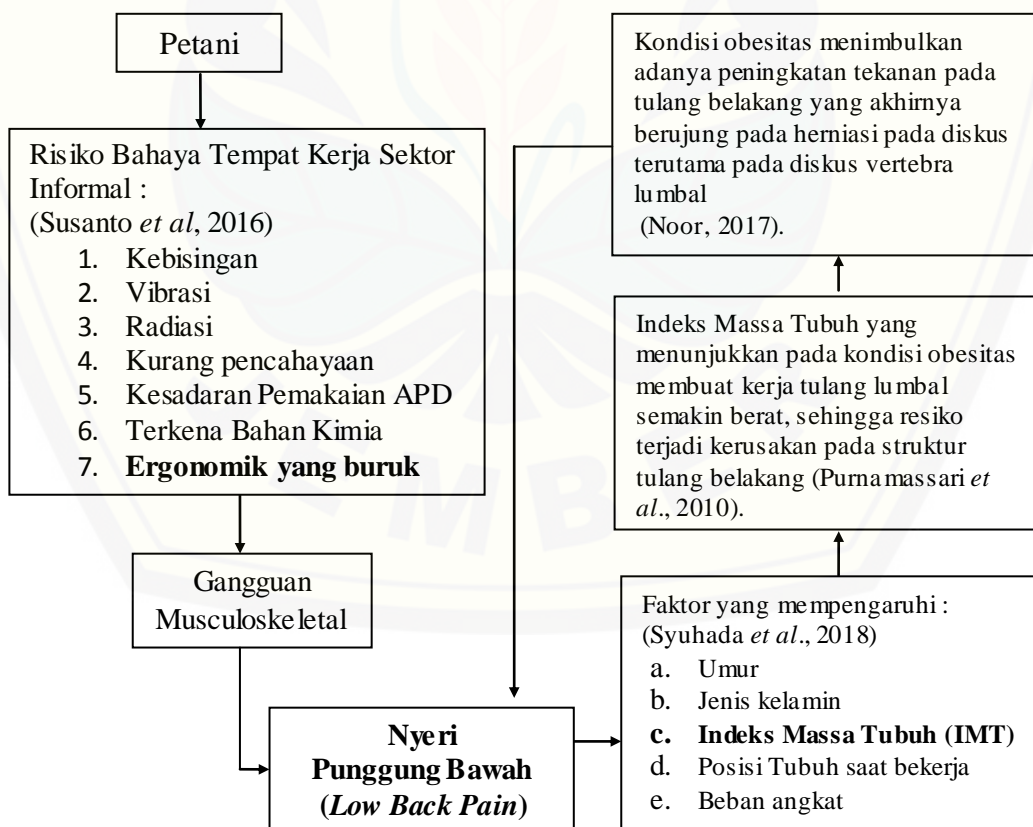 Petani
Risiko Bahaya Tempat Kerja Sektor
Informal :
(Susanto et al, 2016)
1. Kebisingan
2. Vibrasi
3. Radiasi
4. Kurang pencahayaan
5. Kesadaran Pemakaian APD
6. Terkena Bahan Kimia
7. Ergonomik yang buruk
Gangguan
Musculoskeletal
Nyeri
Punggung Bawah
(Low Back Pain)
Faktor yang mempengaruhi :
(Syuhada et al., 2018)
a. Umur
b. Jenis kelamin
c. Indeks Massa Tubuh (IMT)
d. Posisi Tubuh saat bekerja
e. Beban angkat
Indeks Massa Tubuh yang
menunjukkan pada kondisi obesitas
membuat kerja tulang lumbal
semakin berat, sehingga resiko
terjadi kerusakan pada struktur
tulang belakang (Purnamassari et
al., 2010).
Kondisi obesitas menimbulkan
adanya peningkatan tekanan pada
tulang belakang yang akhirnya
berujung pada herniasi pada diskus
terutama pada diskus vertebra
lumbal
(Noor, 2017).